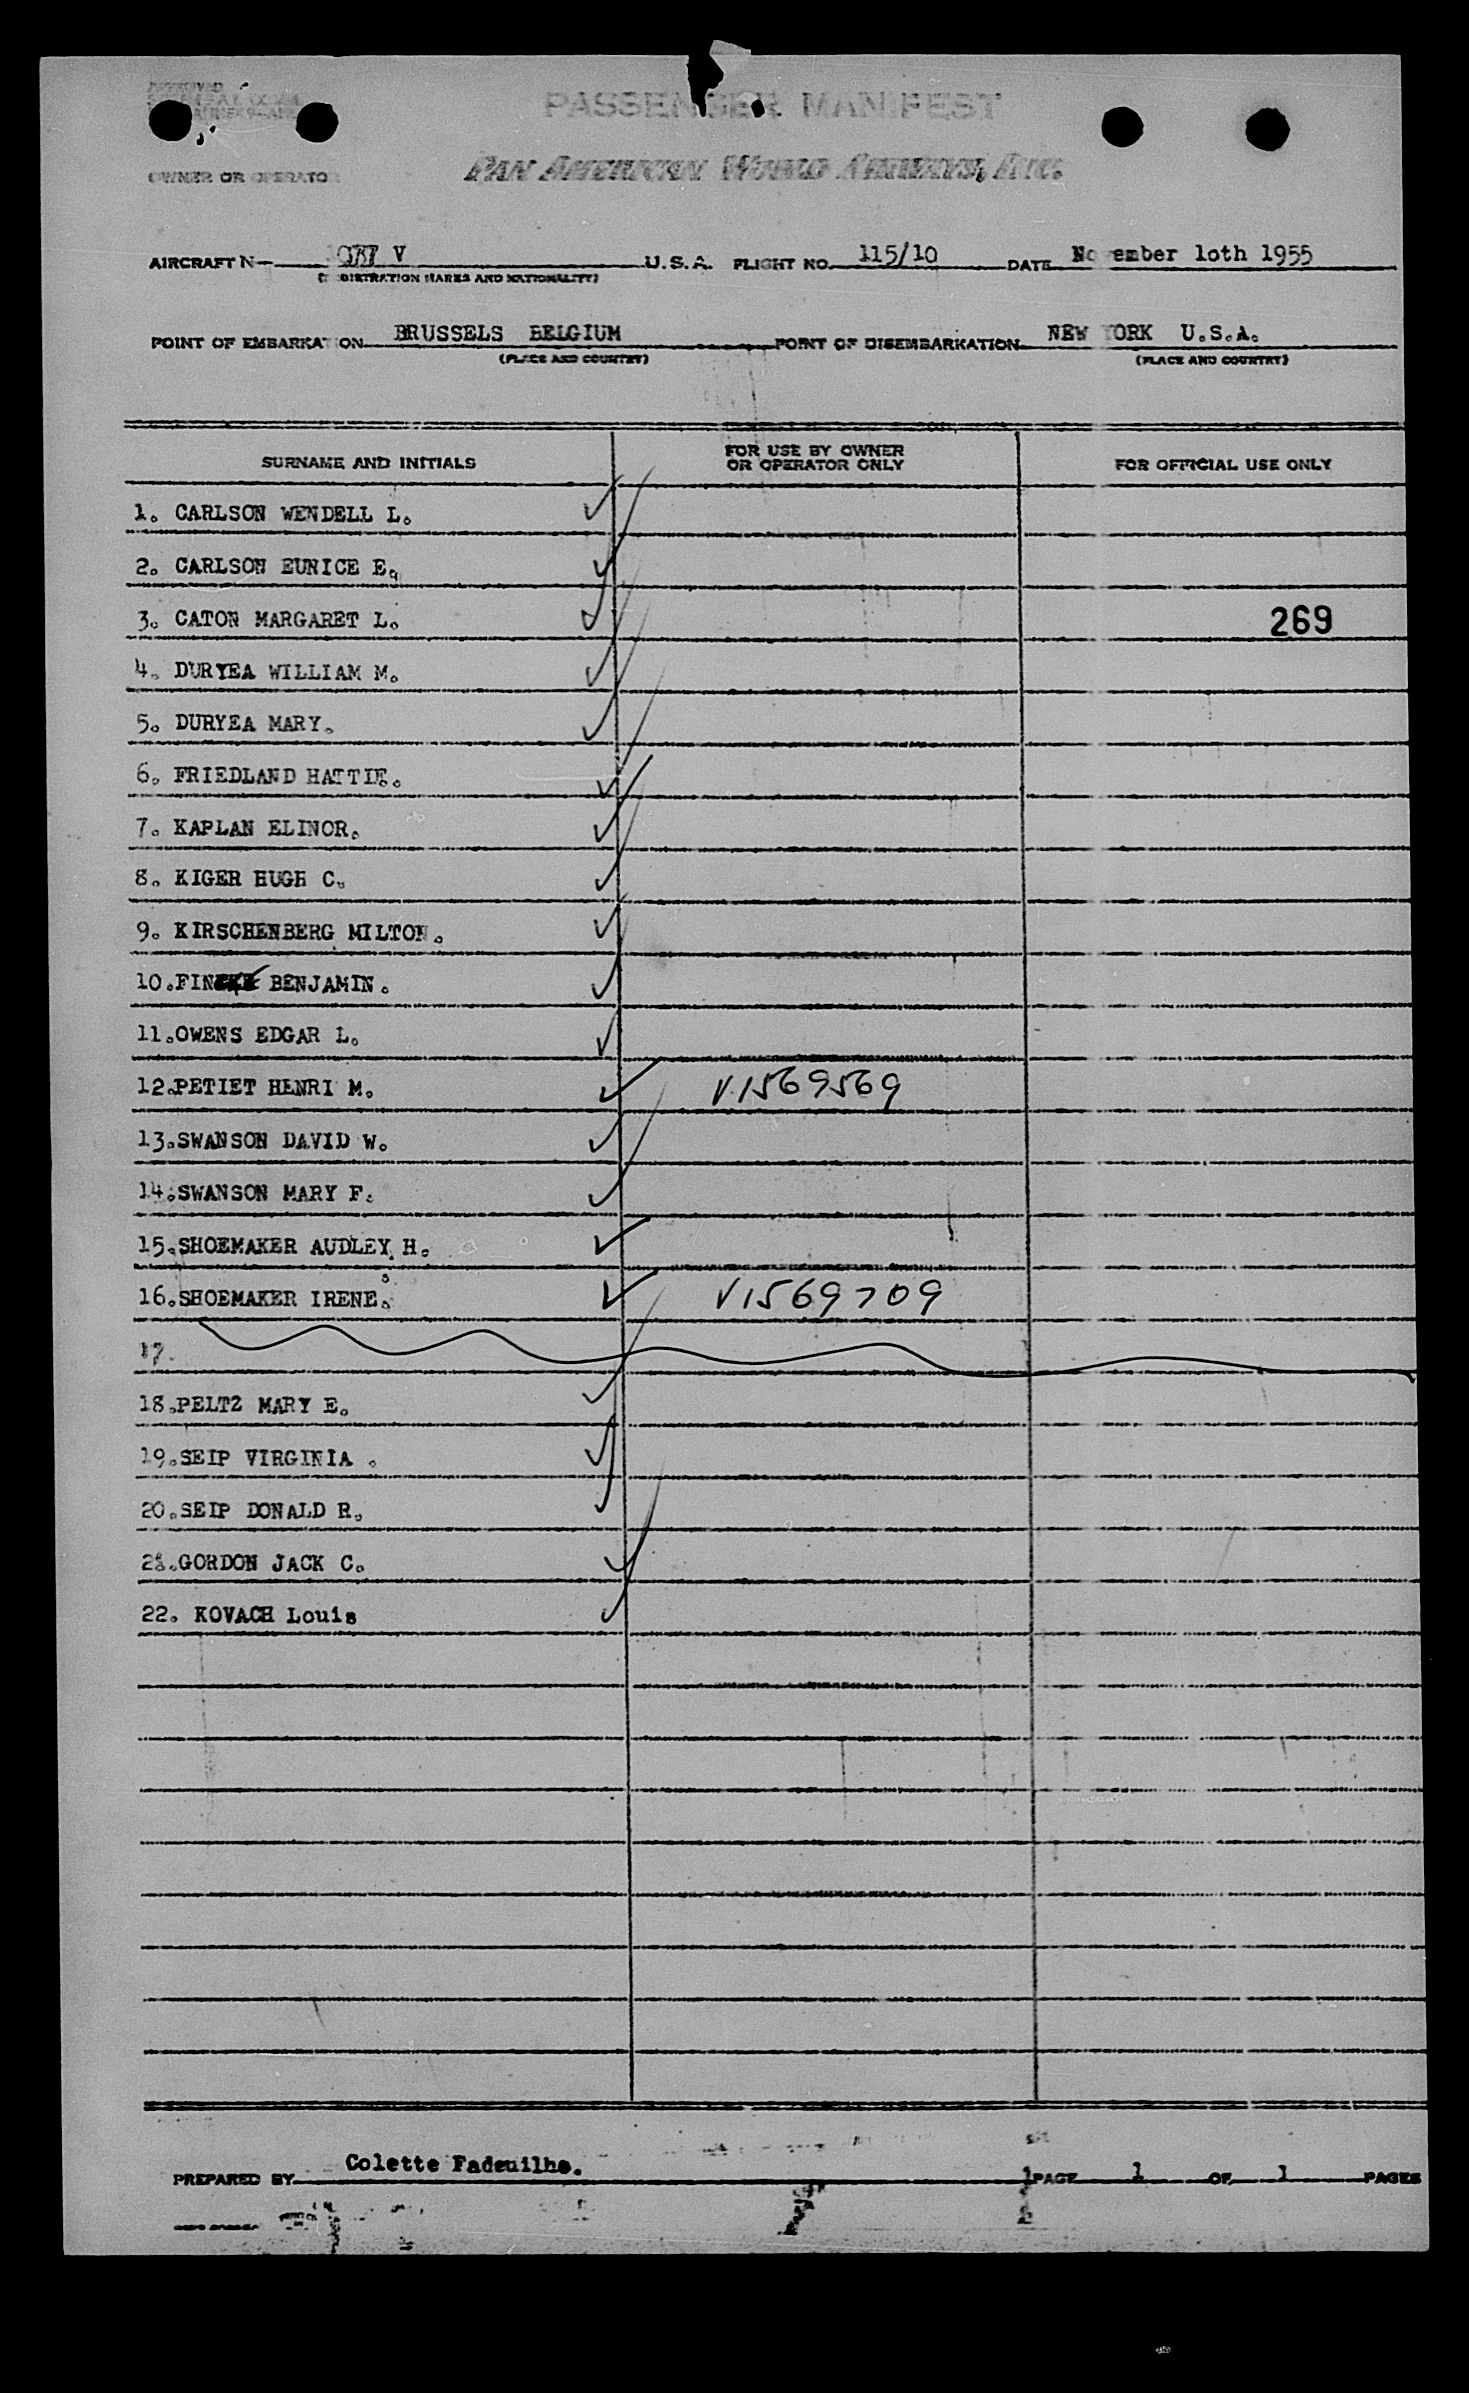 PASSENGER MANIFEST
OWNER OR OPERATOR PAN AMERICAN WORLD AIRWAYS, INC.
AIRCRAFT N— V U.S.A. FLIGHT NO. 115/10 DATE November 1oth 1955
(REGISTRATION MARKS AND NATIONALITY)
POINT OF EMBARKATION BRUSSELS BELGIUM POINT OF DISEMBARKATION NEW YORK U.S.A.
(PLACE AND COUNTRY) (PLACE AND COUNTRY)
SURNAME AND INITIALS FOR USE BY OWNER OR OPERATOR ONLY FOR OFFICIAL USE ONLY
1. CARLSON WENDELL L. ✓
2. CARLSON EUNICE E. ✓
3. CATON MARGARET L. ✓ 269
4. DURYEA WILLIAM M. ✓
5. DURYEA MARY. ✓
6. FRIEDLAND HATTIE. ✓
7. KAPLAN ELINOR. ✓
8. KIGER HUGH C. ✓
9. KIRSCHENBERG MILTON. ✓
10.FIN BENJAMIN. ✓
11.OWENS EDGAR L. ✓
12.PETIET HENRI M. ✓ V1569569
13.SWANSON DAVID W. ✓
14.SWANSON MARY F. ✓
15.SHOEMAKER AUDLEY H. ✓
16.SHOEMAKER IRENE. ✓ V1569709
17.
18.PELTZ MARY E. ✓
19.SEIP VIRGINIA . ✓
20.SEIP DONALD R. ✓
21.GORDON JACK C. ✓
22. KOVACH Louis ✓
PREPARED BY Colette Fadeuilhe. PAGE 1 OF 1 PAGES